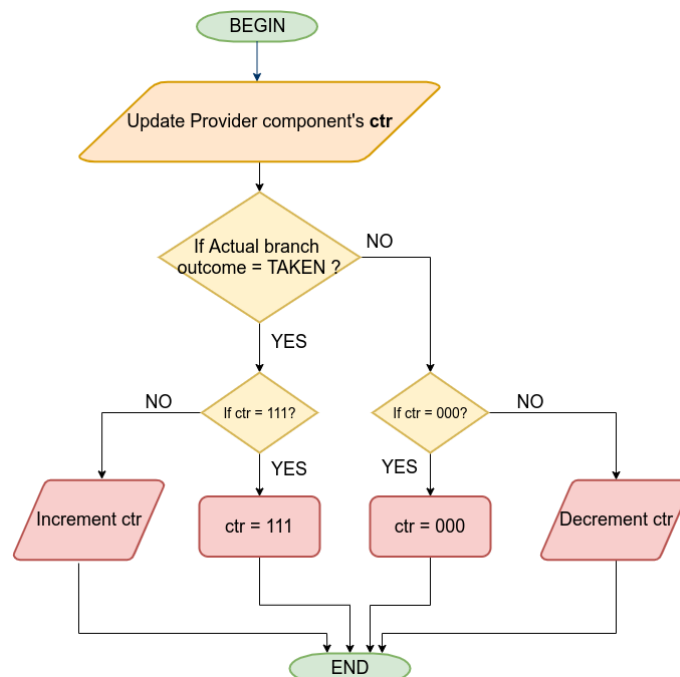 BEGIN
Update Provider component's ctr
If Actual branch
outcome = TAKEN ?
NO
YES
If ctr = 111?
If ctr = 000?
NO
NO
YES
YES
Increment ctr
ctr = 111
ctr = 000
Decrement ctr
END